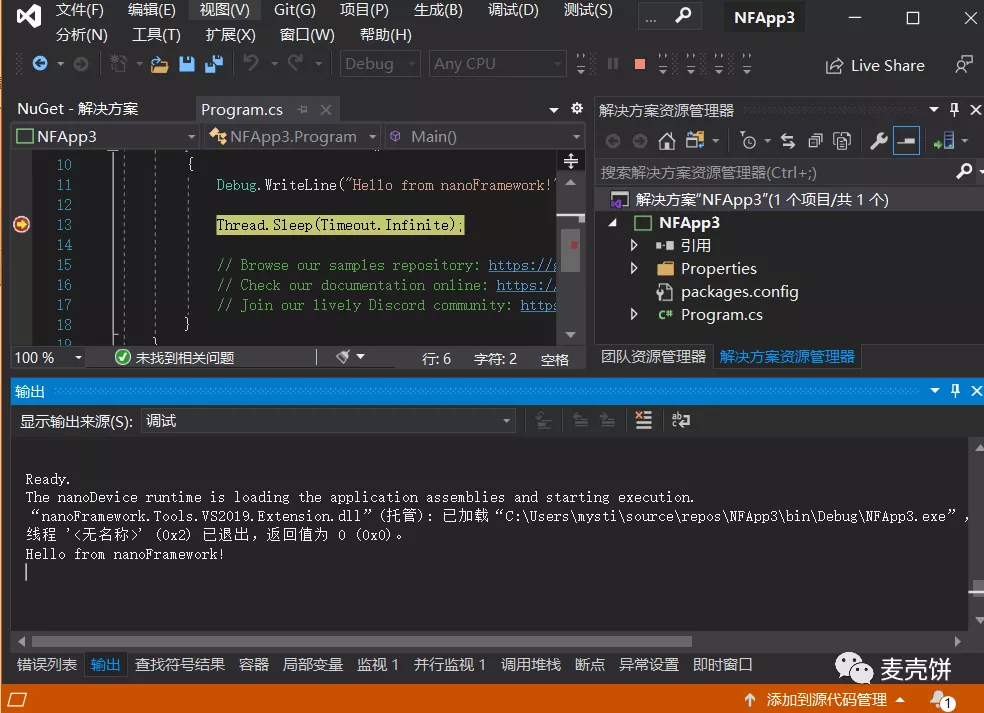 文件(F) 编辑(E) 视图(V) Git(G) 项目(P) 生成(B) 调试(D) 测试(S) ... NFApp3
分析(N) 工具(T) 扩展(X) 窗口(W) 帮助(H)
Debug Any CPU Live Share
NuGet - 解决方案 Program.cs
NFApp3 NFApp3.Program Main()
10 {
11 Debug.WriteLine("Hello from nanoFramework!"
12
13 Thread.Sleep(Timeout.Infinite);
14
15 // Browse our samples repository: https://
16 // Check our documentation online: https:/
17 // Join our lively Discord community: http
18 }
19 }
100 % 未找到相关问题 行: 6 字符: 2 空格
解决方案资源管理器
搜索解决方案资源管理器(Ctrl+;)
解决方案"NFApp3"(1 个项目/共 1 个)
NFApp3
引用
Properties
packages.config
C# Program.cs
团队资源管理器 解决方案资源管理器
输出
显示输出来源(S): 调试
Ready.
The nanoDevice runtime is loading the application assemblies and starting execution.
“nanoFramework.Tools.VS2019.Extension.dll”(托管): 已加载“C:\Users\mysti\source\repos\NFApp3\bin\Debug\NFApp3.exe”,
线程 '<无名称>' (0x2) 已退出,返回值为 0 (0x0)。
Hello from nanoFramework!
错误列表 输出 查找符号结果 容器 局部变量 监视 1 并行监视 1 调用堆栈 断点 异常设置 即时窗口
麦壳饼
添加到源代码管理 1